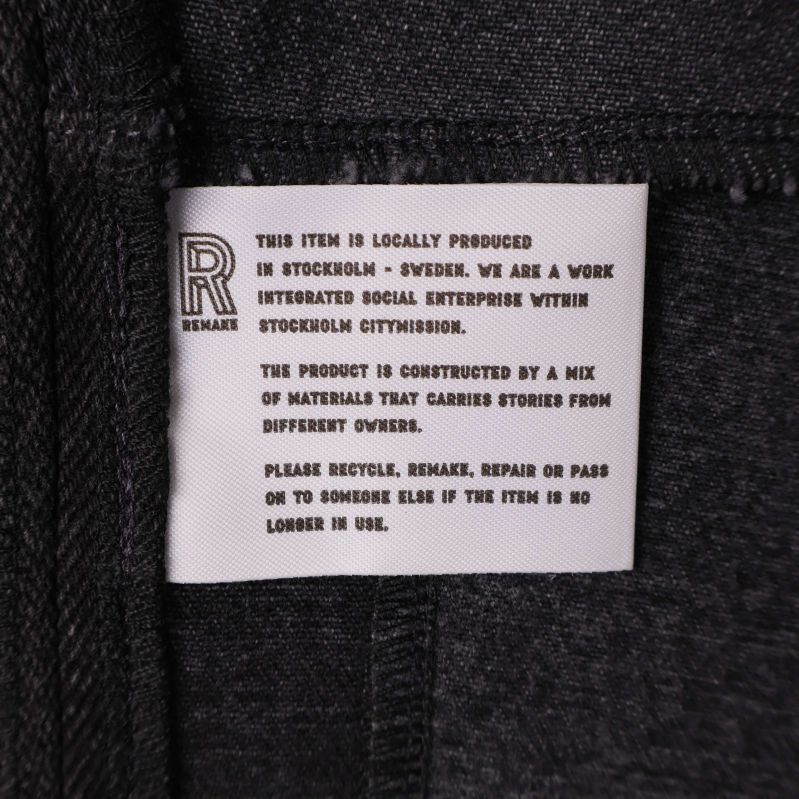 R
REMAKE
THIS ITEM IS LOCALLY PRODUCED
IN STOCKHOLM - SWEDEN. WE ARE A WORK
INTEGRATED SOCIAL ENTERPRISE WITHIN
STOCKHOLM CITYMISSION.
THE PRODUCT IS CONSTRUCTED BY A MIX
OF MATERIALS THAT CARRIES STORIES FROM
DIFFERENT OWNERS.
PLEASE RECYCLE, REMAKE, REPAIR OR PASS
ON TO SOMEONE ELSE IF THE ITEM IS NO
LONGER IN USE.